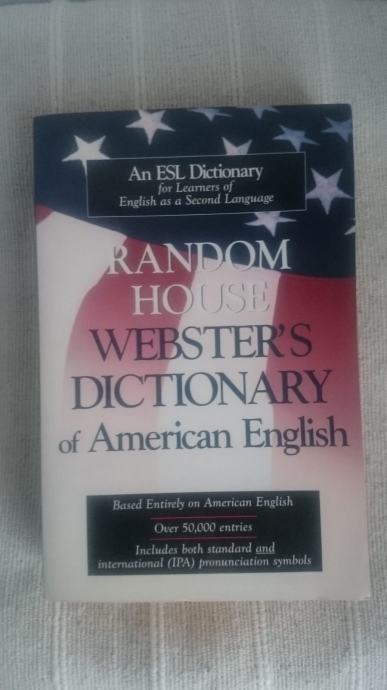 An ESL Dictionary
for Learners of
English as a Second Language
RANDOM
HOUSE
WEBSTER'S
DICTIONARY
of American English
Based Entirely on American English
Over 50,000 entries
Includes both standard and
international (IPA) pronunciation symbols